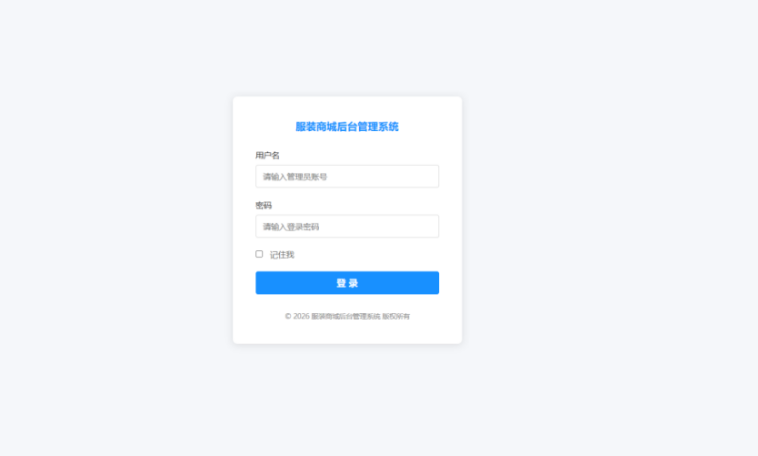 服装商城后台管理系统
用户名
请输入管理员账号
密码
请输入登录密码
记住我
登 录
© 2026 服装商城后台管理系统 版权所有